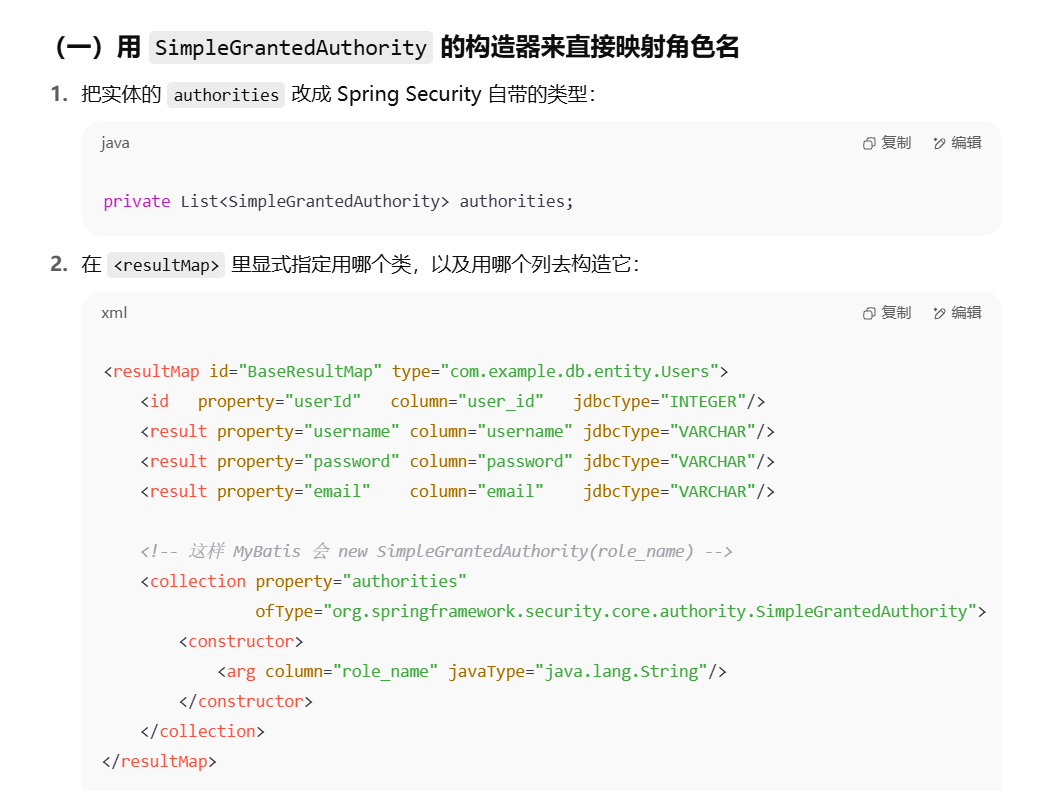 （一）用 SimpleGrantedAuthority 的构造器来直接映射角色名
1. 把实体的 authorities 改成 Spring Security 自带的类型：
java 复制 编辑
private List<SimpleGrantedAuthority> authorities;
2. 在 <resultMap> 里显式指定用哪个类，以及用哪个列去构造它：
xml 复制 编辑
<resultMap id="BaseResultMap" type="com.example.db.entity.Users">
    <id   property="userId"   column="user_id"   jdbcType="INTEGER"/>
    <result property="username" column="username" jdbcType="VARCHAR"/>
    <result property="password" column="password" jdbcType="VARCHAR"/>
    <result property="email"    column="email"    jdbcType="VARCHAR"/>
    <!-- 这样 MyBatis 会 new SimpleGrantedAuthority(role_name) -->
    <collection property="authorities"
                ofType="org.springframework.security.core.authority.SimpleGrantedAuthority">
        <constructor>
            <arg column="role_name" javaType="java.lang.String"/>
        </constructor>
    </collection>
</resultMap>